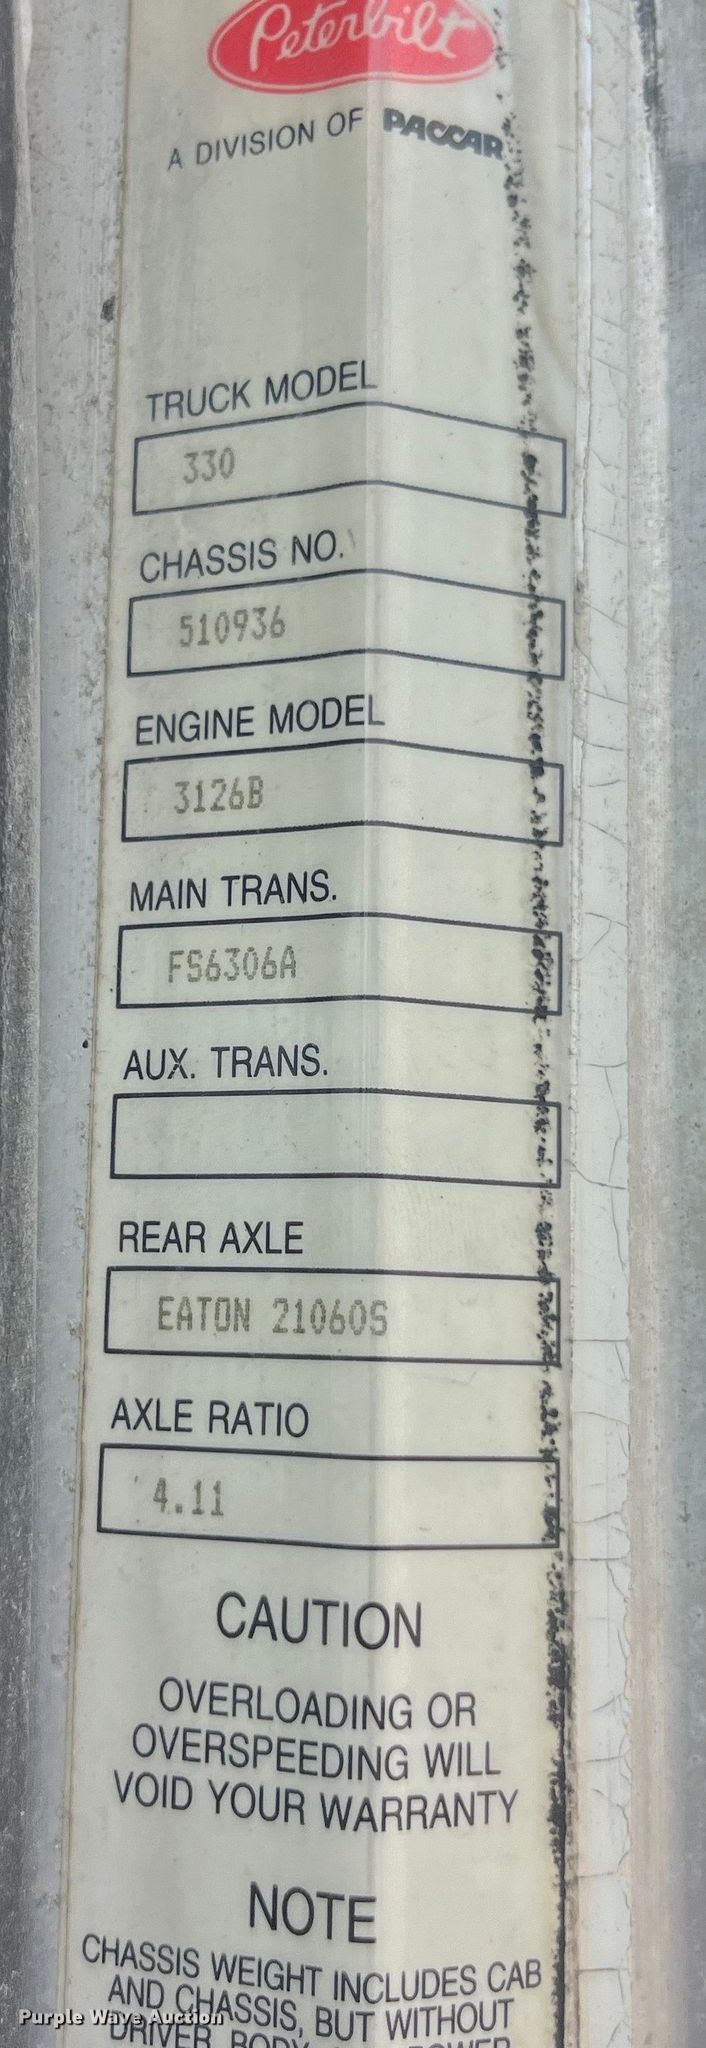 Peterbilt
A DIVISION OF PACCAR
TRUCK MODEL
330
CHASSIS NO.
510936
ENGINE MODEL
3126B
MAIN TRANS.
FS6306A
AUX. TRANS.
REAR AXLE
EATON 21060S
AXLE RATIO
4.11
CAUTION
OVERLOADING OR
OVERSPEEDING WILL
VOID YOUR WARRANTY
NOTE
CHASSIS WEIGHT INCLUDES CAB
AND CHASSIS, BUT WITHOUT
DRIVER, BODY,
Purple Wave Auction